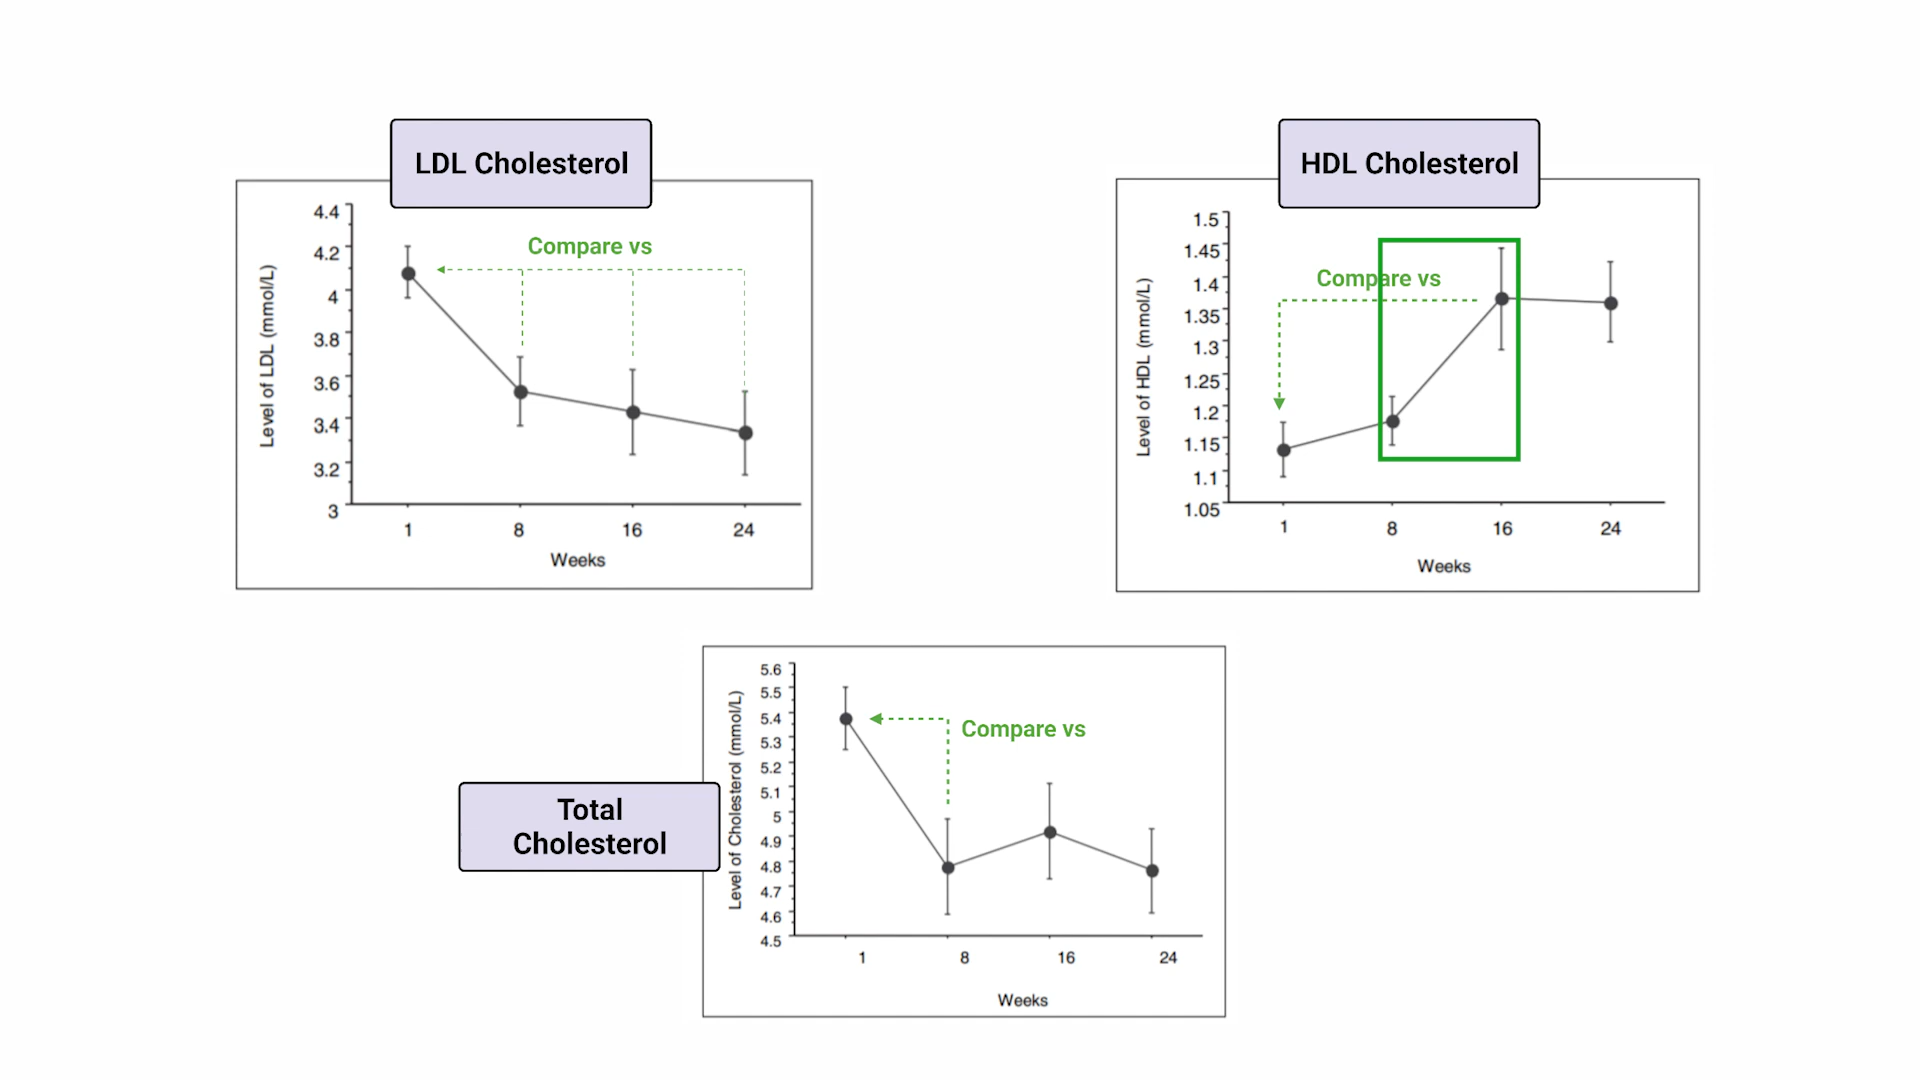 LDL Cholesterol
Level of LDL (mmol/L)
4.4
4.2
4
3.8
3.6
3.4
3.2
3
Compare vs
1 8 16 24
Weeks
HDL Cholesterol
Level of HDL (mmol/L)
1.5
1.45
1.4
1.35
1.3
1.25
1.2
1.15
1.1
1.05
Compare vs
1 8 16 24
Weeks
Total
Cholesterol
Level of Cholesterol (mmol/L)
5.6
5.5
5.4
5.3
5.2
5.1
5
4.9
4.8
4.7
4.6
4.5
Compare vs
1 8 16 24
Weeks